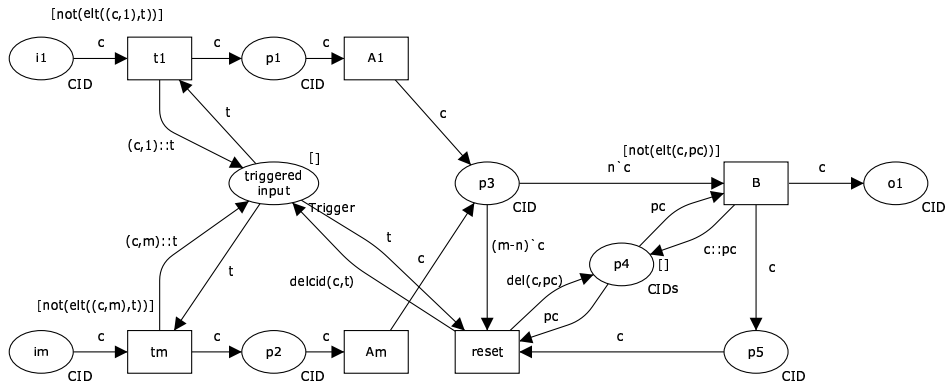 [not(elt((c,1),t))]
c
c
c
i1
t1
p1
A1
CID
CID
t
c
(c,1)::t
[]
[not(elt(c,pc))]
n`c
c
triggered
input
p3
B
o1
Trigger
CID
CID
pc
(c,m)::t
t
c
(m-n)`c
c::pc
t
p4
[]
c
delcid(c,t)
del(c,pc)
CIDs
[not(elt((c,m),t))]
pc
c
c
c
c
im
tm
p2
Am
reset
p5
CID
CID
CID